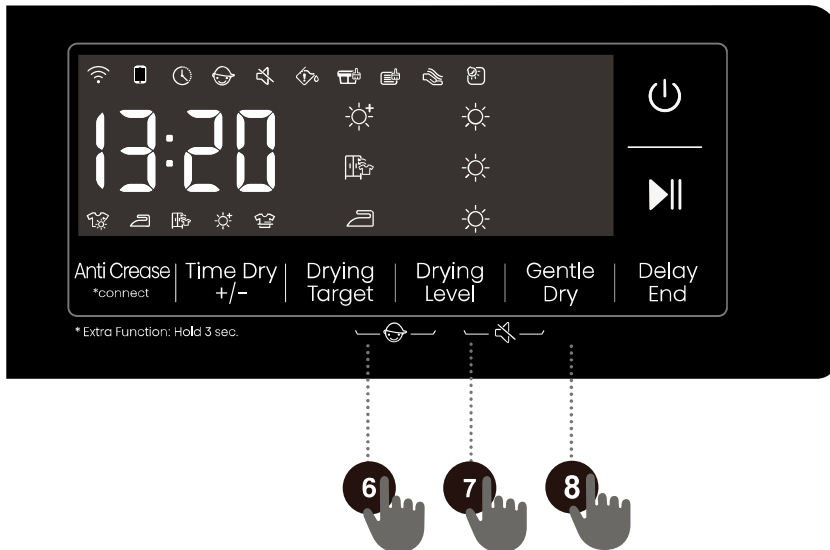 13:20
Anti Crease
*connect
Time Dry
+/-
Drying
Target
Drying
Level
Gentle
Dry
Delay
End
* Extra Function: Hold 3 sec.
6
7
8